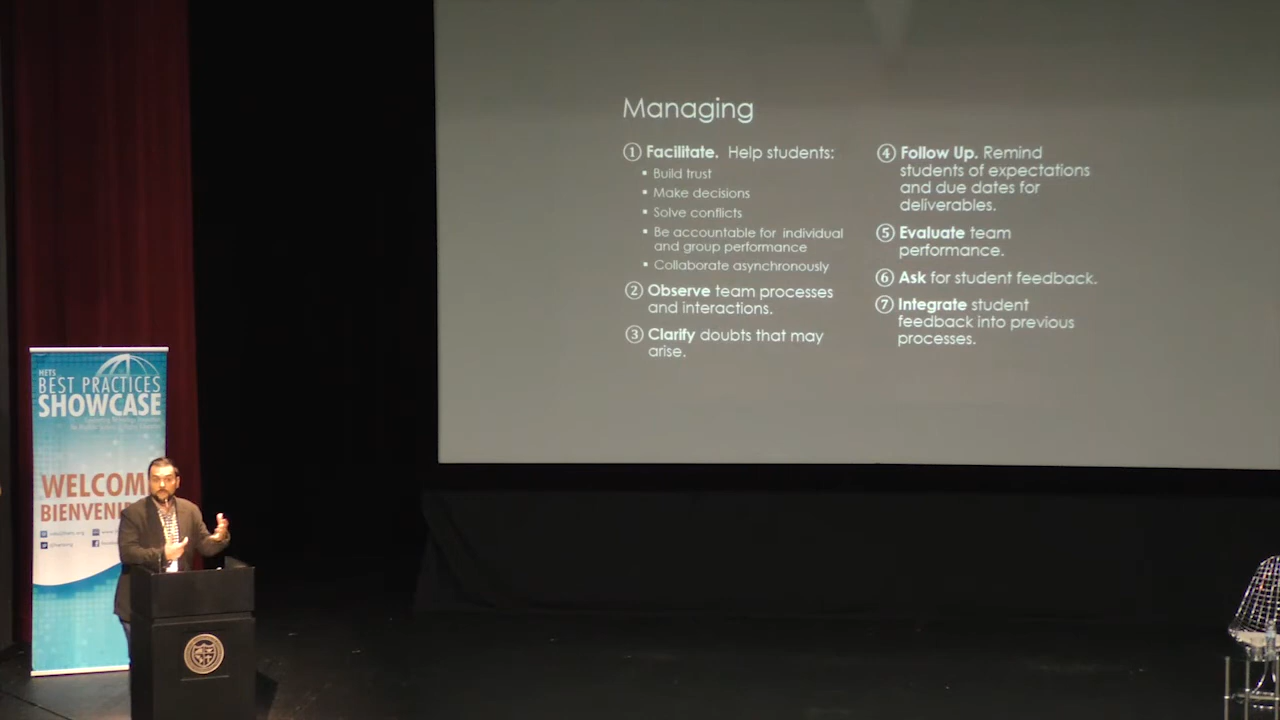 Managing
① Facilitate. Help students:
▪ Build trust
▪ Make decisions
▪ Solve conflicts
▪ Be accountable for individual
and group performance
▪ Collaborate asynchronously
② Observe team processes
and interactions.
③ Clarify doubts that may
arise.
④ Follow Up. Remind
students of expectations
and due dates for
deliverables.
⑤ Evaluate team
performance.
⑥ Ask for student feedback.
⑦ Integrate student
feedback into previous
processes.
HETS
BEST PRACTICES
SHOWCASE
WELCOM
BIENVENI